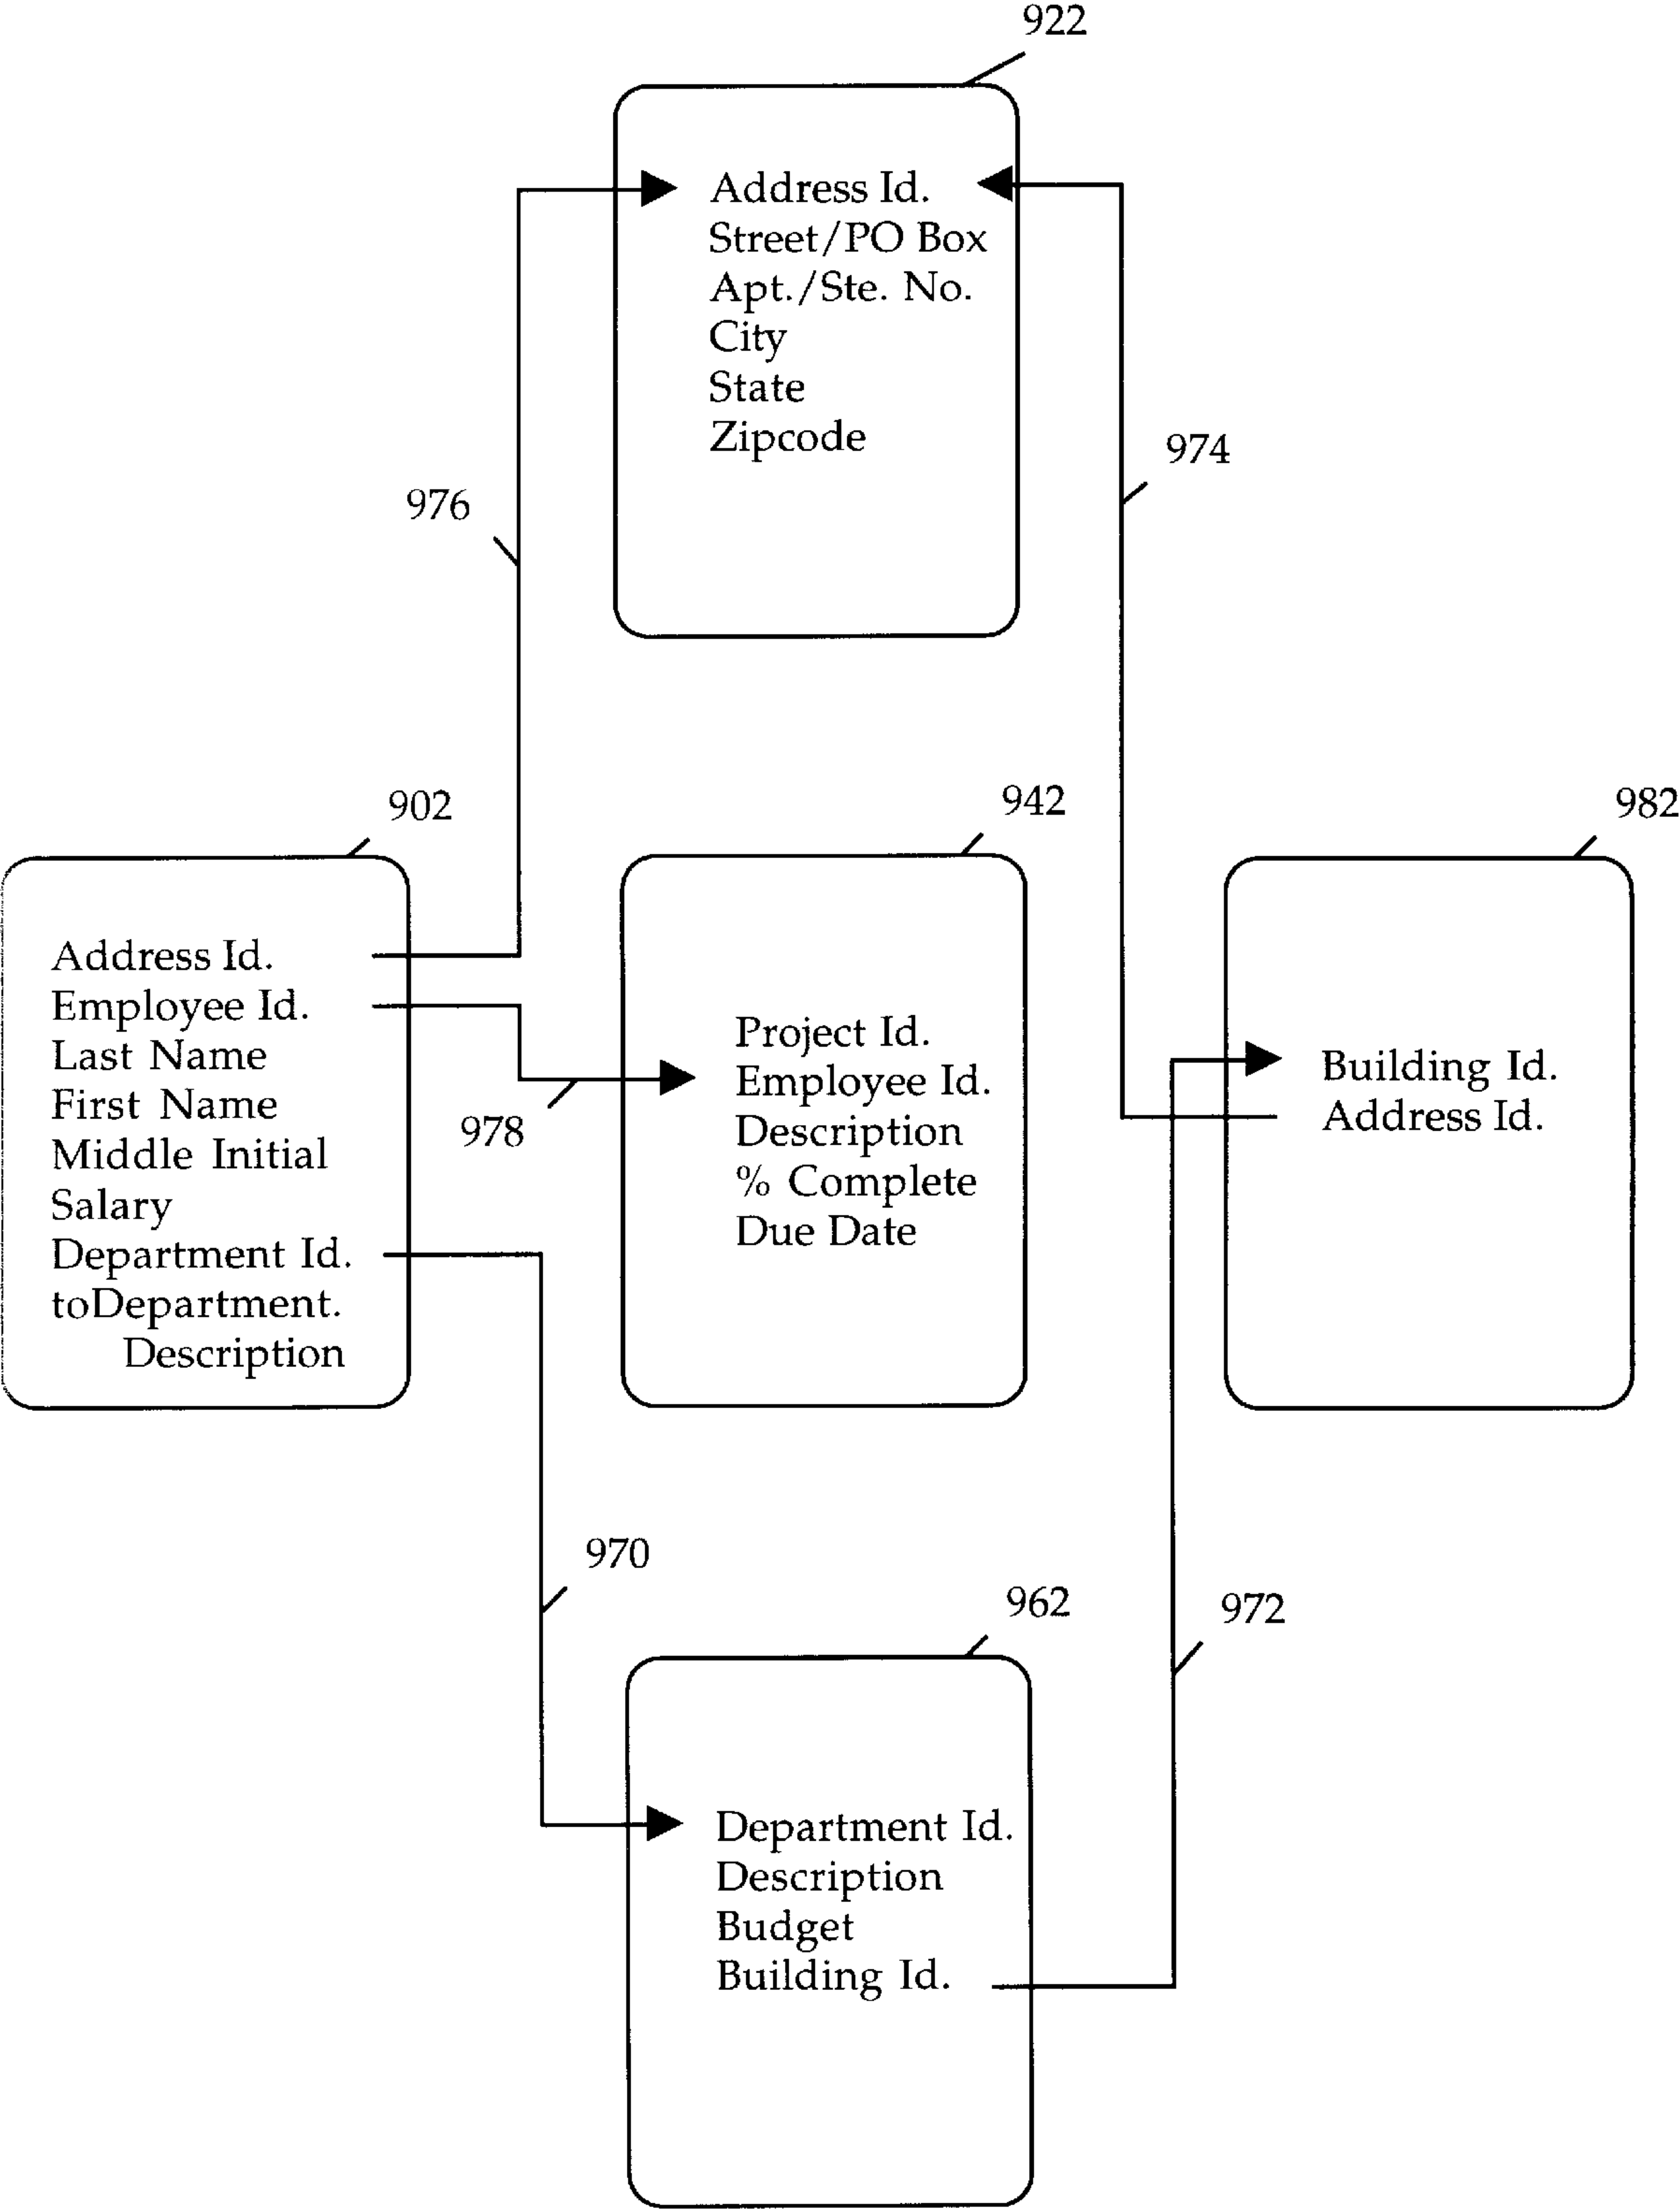 922
Address Id.
Street/PO Box
Apt./Ste. No.
City
State
Zipcode
974
976
902
Address Id.
Employee Id.
Last Name
First Name
Middle Initial
Salary
Department Id.
toDepartment.
Description
942
Project Id.
Employee Id.
Description
% Complete
Due Date
978
982
Building Id.
Address Id.
970
962
Department Id.
Description
Budget
Building Id.
972